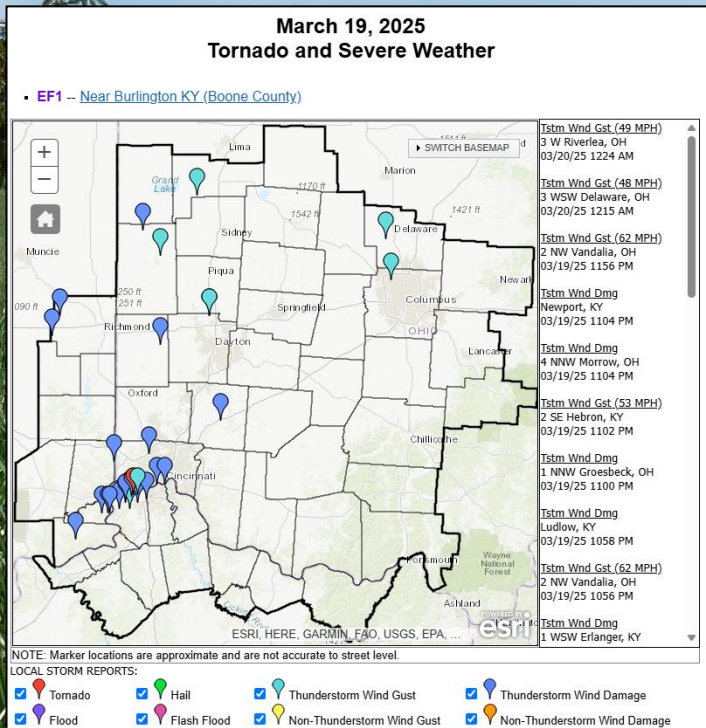 March 19, 2025
Tornado and Severe Weather
EF1 -- Near Burlington KY (Boone County)
+
−
SWITCH BASEMAP
Lima
1511 ft
Marion
Grand
Lake
1170 ft
1542 ft
1421 ft
Delaware
Sidney
Muncie
Piqua
Newark
1250 ft
1251 ft
090 ft
Columbus
Springfield
Richmond
OHIO
Dayton
Lancaster
Oxford
Chillicothe
Cincinnati
Portsmouth
Wayne
National
Forest
Ashland
Licking River
POWERED BY
esri
ESRI, HERE, GARMIN, FAO, USGS, EPA, ...
Tstm Wnd Gst (49 MPH)
3 W Riverlea, OH
03/20/25 1224 AM
Tstm Wnd Gst (48 MPH)
3 WSW Delaware, OH
03/20/25 1215 AM
Tstm Wnd Gst (62 MPH)
2 NW Vandalia, OH
03/19/25 1156 PM
Tstm Wnd Dmg
Newport, KY
03/19/25 1104 PM
Tstm Wnd Dmg
4 NNW Morrow, OH
03/19/25 1104 PM
Tstm Wnd Gst (53 MPH)
2 SE Hebron, KY
03/19/25 1102 PM
Tstm Wnd Dmg
1 NNW Groesbeck, OH
03/19/25 1100 PM
Tstm Wnd Dmg
Ludlow, KY
03/19/25 1058 PM
Tstm Wnd Gst (62 MPH)
2 NW Vandalia, OH
03/19/25 1056 PM
Tstm Wnd Dmg
1 WSW Erlanger, KY
NOTE: Marker locations are approximate and are not accurate to street level.
LOCAL STORM REPORTS:
Tornado Hail Thunderstorm Wind Gust Thunderstorm Wind Damage
Flood Flash Flood Non-Thunderstorm Wind Gust Non-Thunderstorm Wind Damage